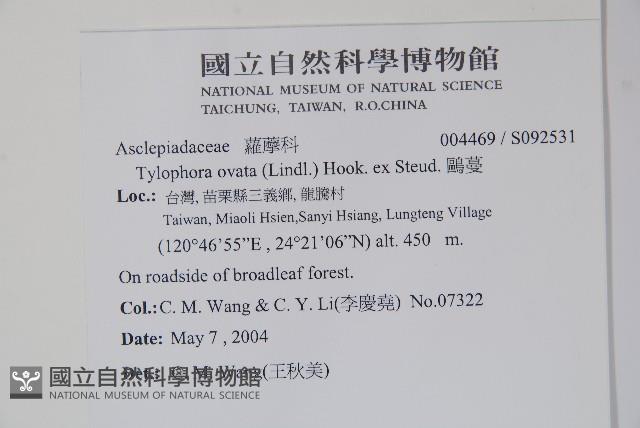 國立自然科學博物館
NATIONAL MUSEUM OF NATURAL SCIENCE
TAICHUNG, TAIWAN, R.O.CHINA
Asclepiadaceae 蘿藦科 004469 / S092531
Tylophora ovata (Lindl.) Hook. ex Steud. 鷗蔓
Loc.: 台灣, 苗栗縣三義鄉, 龍騰村
Taiwan, Miaoli Hsien,Sanyi Hsiang, Lungteng Village
(120°46’55”E , 24°21’06”N) alt. 450 m.
On roadside of broadleaf forest.
Col.: C. M. Wang & C. Y. Li(李慶堯) No.07322
Date: May 7 , 2004
Det.: C. M. Wang(王秋美)
國立自然科學博物館
NATIONAL MUSEUM OF NATURAL SCIENCE